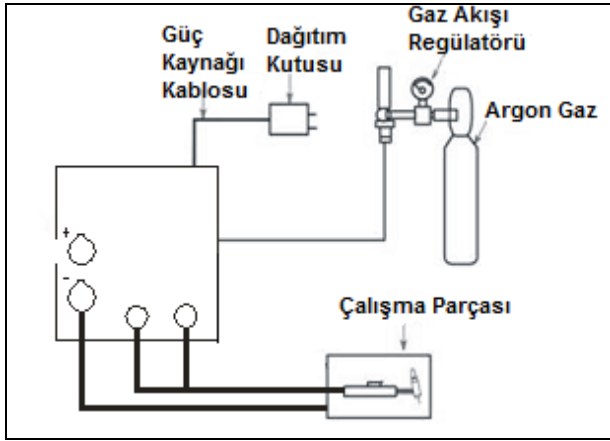 Güç
Kaynağı
Kablosu
Dağıtım
Kutusu
Gaz Akışı
Regülatörü
Argon Gaz
+
-
Çalışma Parçası